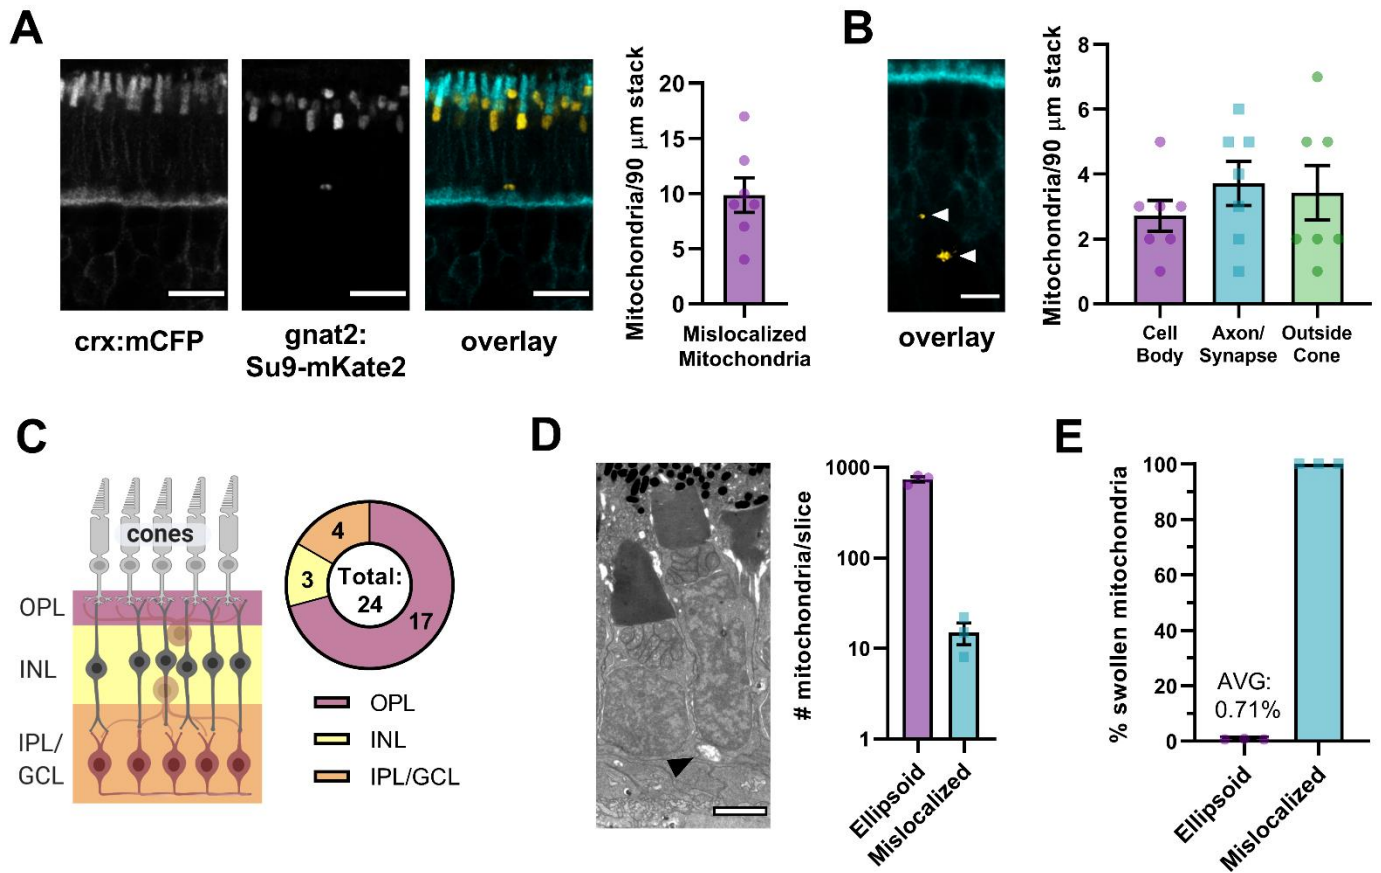 A
crx:mCFP
gnat2:
Su9-mKate2
overlay
Mitochondria/90 μm stack
20
15
10
5
0
Mislocalized
Mitochondria
B
overlay
Mitochondria/90 μm stack
8
6
4
2
0
Cell
Body
Axon/
Synapse
Outside
Cone
C
cones
OPL
INL
IPL/
GCL
4
3
Total:
24
17
OPL
INL
IPL/GCL
D
# mitochondria/slice
1000
100
10
1
Ellipsoid
Mislocalized
E
% swollen mitochondria
100
80
60
40
20
0
AVG:
0.71%
Ellipsoid
Mislocalized